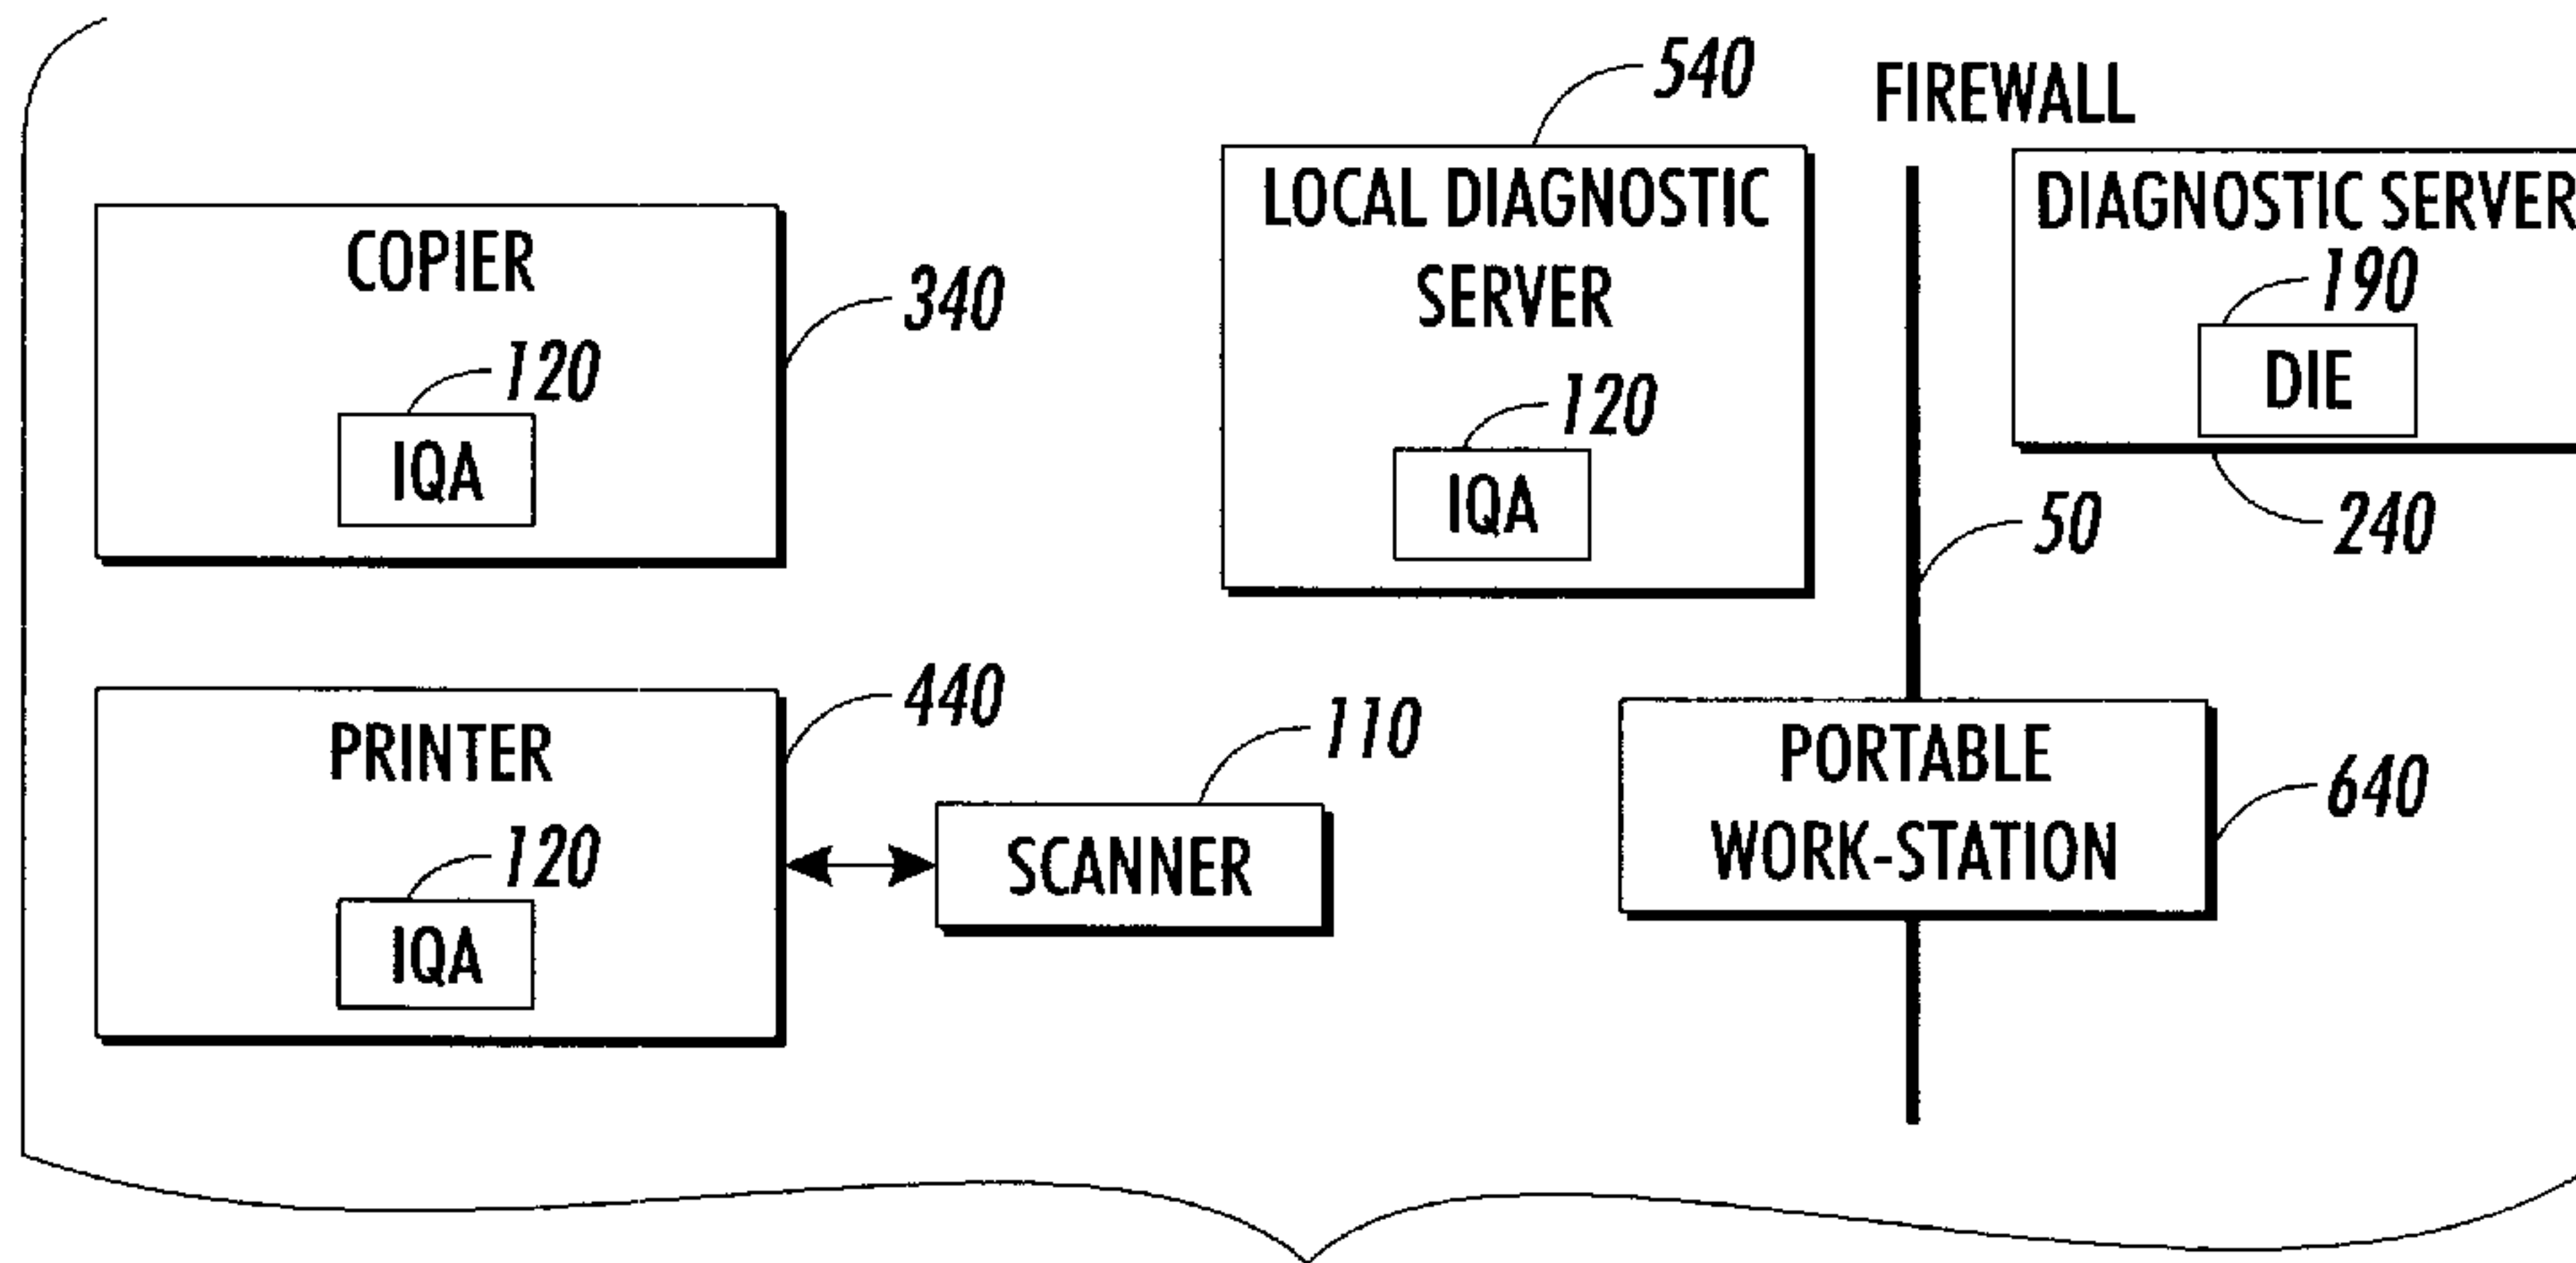 COPIER
340
120
IQA
540
LOCAL DIAGNOSTIC
SERVER
120
IQA
FIREWALL
50
DIAGNOSTIC SERVER
190
DIE
240
PRINTER
440
120
IQA
110
SCANNER
PORTABLE
WORK-STATION
640